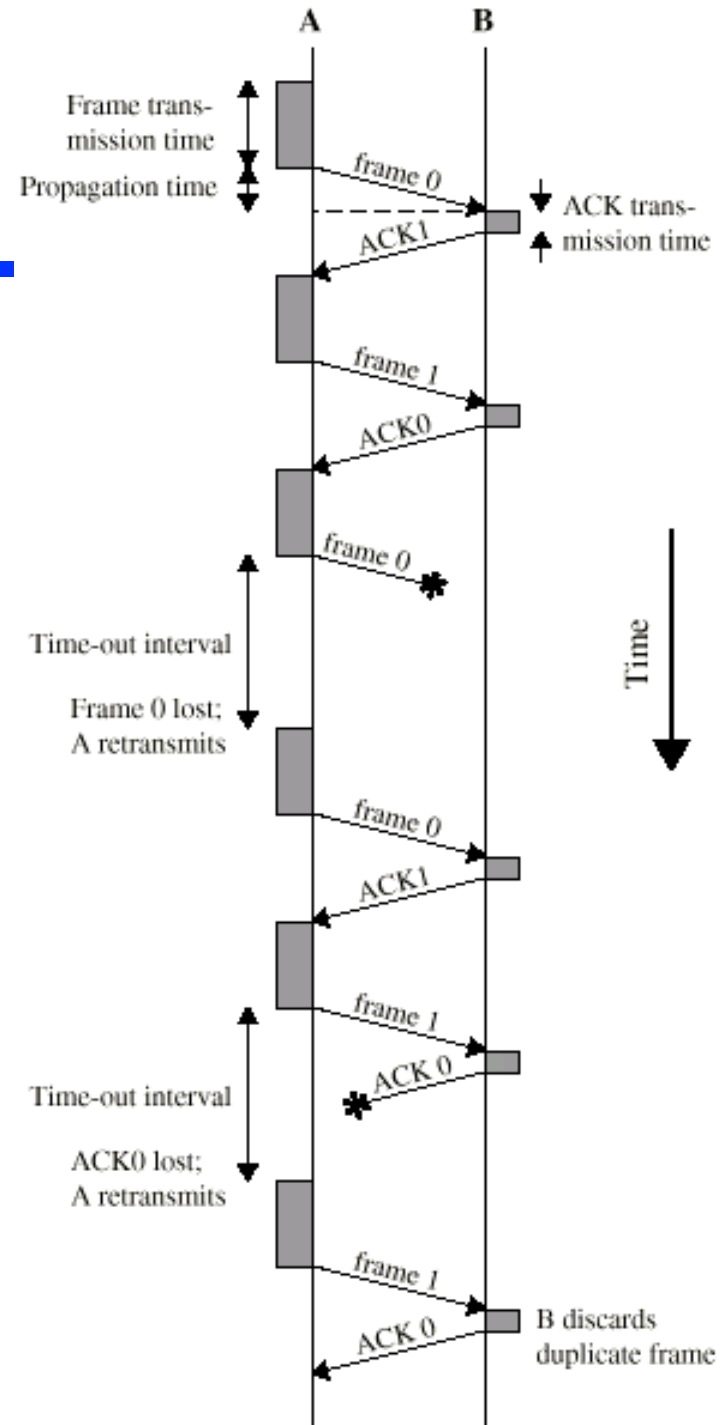 A
B
Frame trans-
mission time
Propagation time
frame 0
ACK trans-
mission time
ACK1
frame 1
ACK0
frame 0
Time-out interval
Time
Frame 0 lost;
A retransmits
frame 0
ACK1
frame 1
ACK 0
Time-out interval
ACK0 lost;
A retransmits
frame 1
B discards
duplicate frame
ACK 0